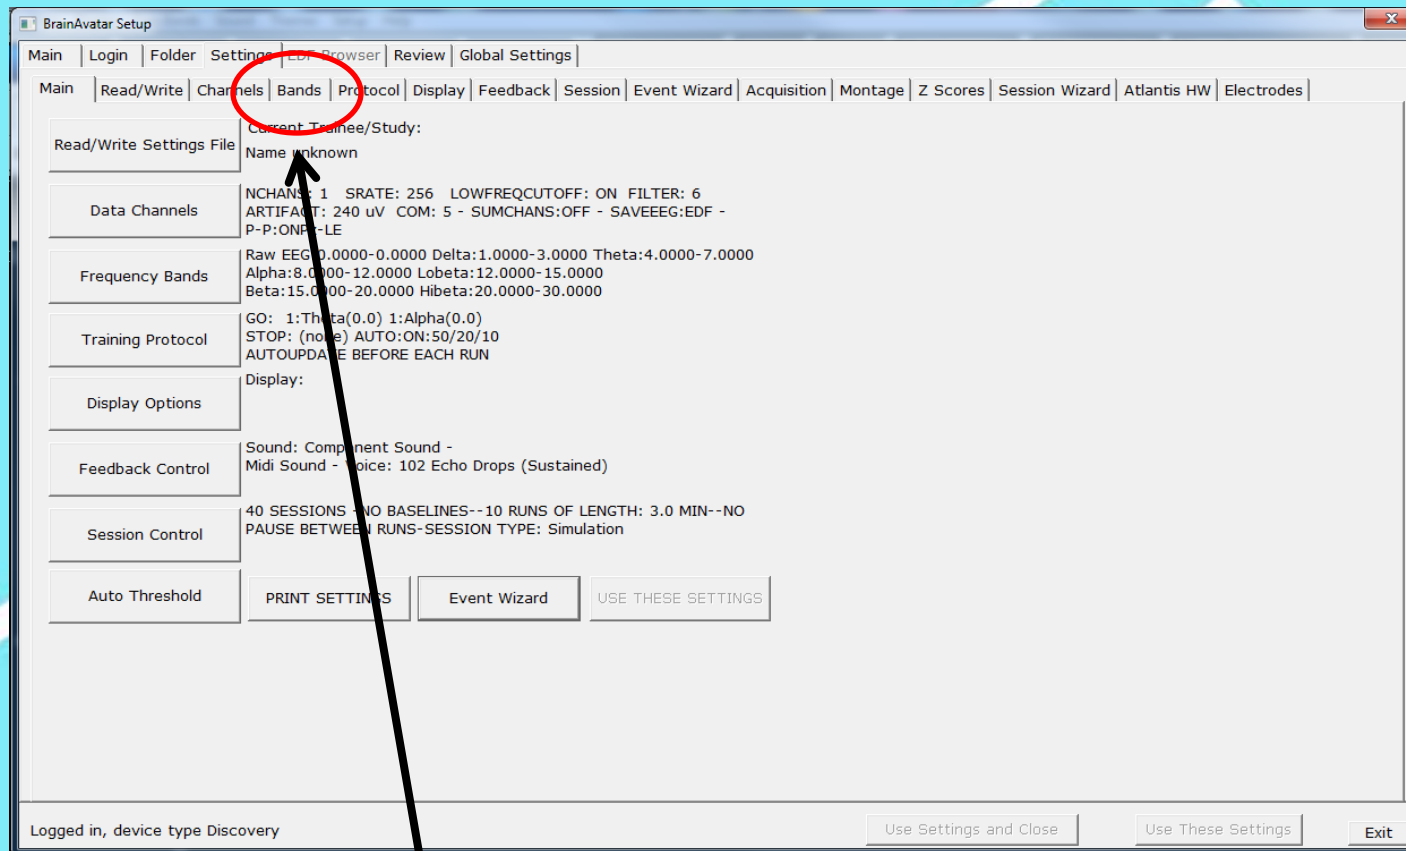 BrainAvatar Setup
x
Main Login Folder Settings EDF Browser Review Global Settings
Main Read/Write Channels Bands Protocol Display Feedback Session Event Wizard Acquisition Montage Z Scores Session Wizard Atlantis HW Electrodes
Read/Write Settings File
Current Trainee/Study:
Name unknown
Data Channels
NCHANS: 1 SRATE: 256 LOWFREQCUTOFF: ON FILTER: 6
ARTIFACT: 240 uV COM: 5 - SUMCHANS:OFF - SAVEEEG:EDF -
Frequency Bands
Raw EEG:0.0000-0.0000 Delta:1.0000-3.0000 Theta:4.0000-7.0000
Alpha:8.0000-12.0000 Lobeta:12.0000-15.0000
Beta:15.0000-20.0000 Hibeta:20.0000-30.0000
Training Protocol
GO: 1:Theta(0.0) 1:Alpha(0.0)
STOP: (none) AUTO:ON:50/20/10
AUTOUPDATE BEFORE EACH RUN
Display Options
Display:
Feedback Control
Sound: Component Sound -
Midi Sound - Voice: 102 Echo Drops (Sustained)
Session Control
40 SESSIONS -NO BASELINES--10 RUNS OF LENGTH: 3.0 MIN--NO
PAUSE BETWEEN RUNS-SESSION TYPE: Simulation
Auto Threshold
PRINT SETTINGS
Event Wizard
USE THESE SETTINGS
Logged in, device type Discovery
Use Settings and Close
Use These Settings
Exit